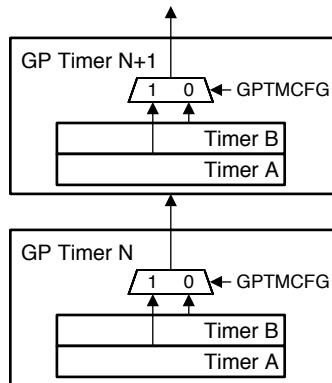 GP Timer N+1
1 0 GPTMCFG
Timer B
Timer A
GP Timer N
1 0 GPTMCFG
Timer B
Timer A